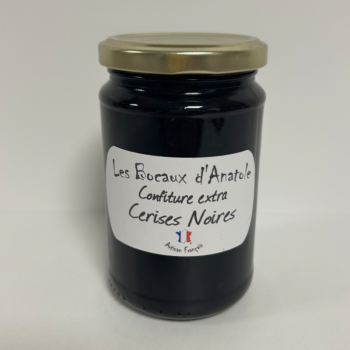 Les Bocaux d'Anatole
Confiture extra
Cerises Noires
Artisan Français